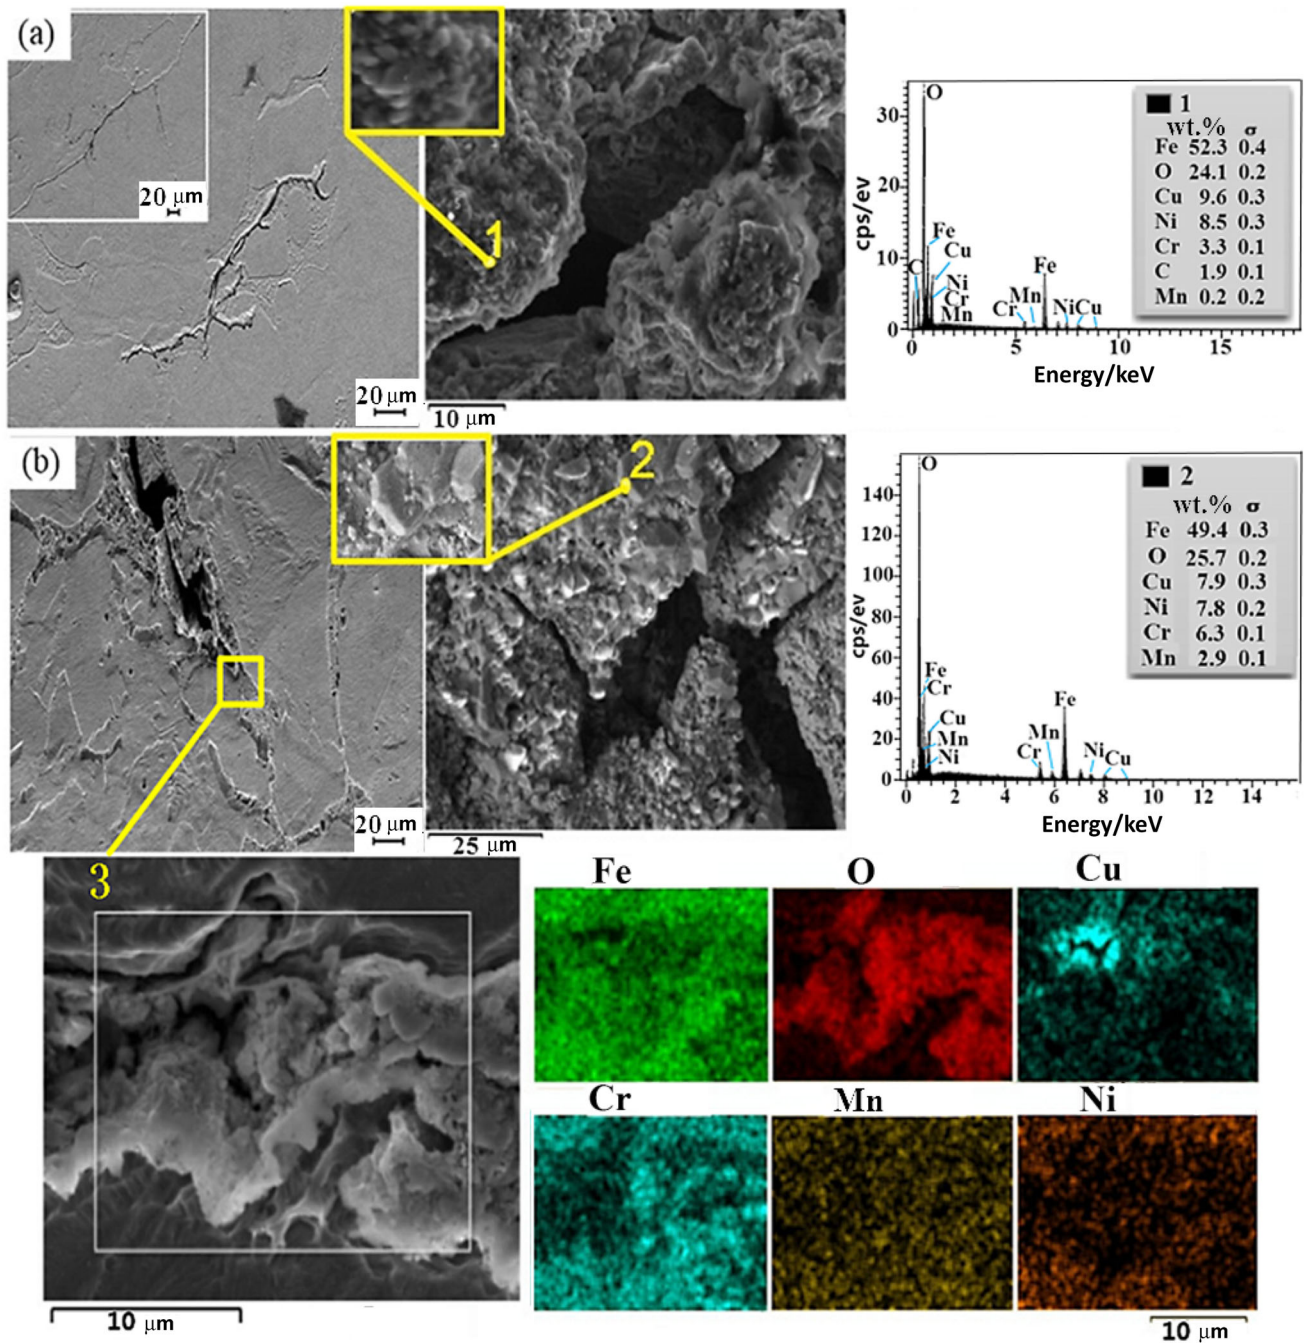 (a)
20 μm
20 μm
1
10 μm
cps/ev
30
20
10
0
O
Fe
Cu
C
Ni
Cr
Mn
Fe
Mn
Cr
Ni
Cu
0 5 10 15
Energy/keV
1
wt.% σ
Fe 52.3 0.4
O 24.1 0.2
Cu 9.6 0.3
Ni 8.5 0.3
Cr 3.3 0.1
C 1.9 0.1
Mn 0.2 0.2
(b)
20 μm
2
25 μm
cps/ev
140
120
100
80
60
40
20
0
O
Fe
Cr
Cu
Mn
Ni
Fe
Mn
Cr
Ni
Cu
0 2 4 6 8 10 12 14
Energy/keV
2
wt.% σ
Fe 49.4 0.3
O 25.7 0.2
Cu 7.9 0.3
Ni 7.8 0.2
Cr 6.3 0.1
Mn 2.9 0.1
3
10 μm
Fe O Cu
Cr Mn Ni
10 μm